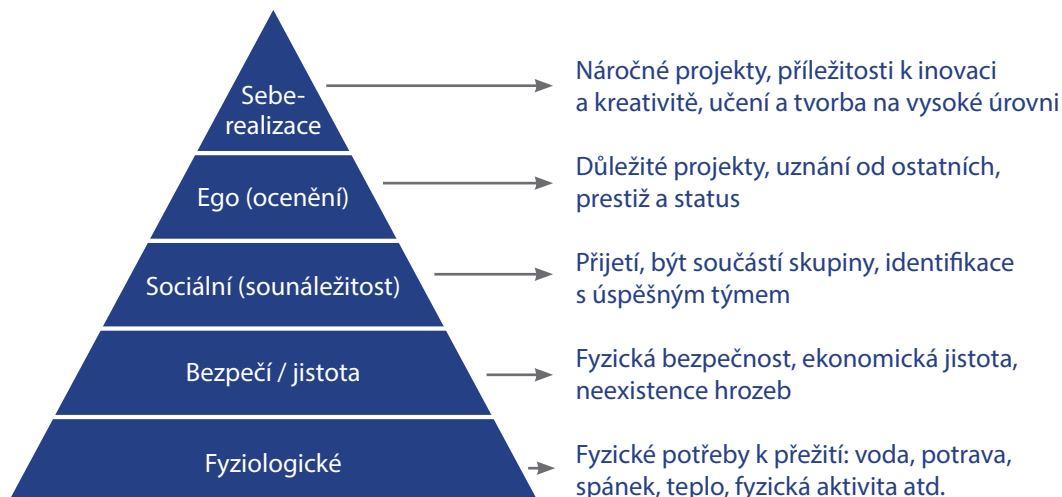 Sebe-
realizace
Náročné projekty, příležitosti k inovaci
a kreativitě, učení a tvorba na vysoké úrovni
Ego (ocenění)
Důležité projekty, uznání od ostatních,
prestiž a status
Sociální (sounáležitost)
Přijetí, být součástí skupiny, identifikace
s úspěšným týmem
Bezpečí / jistota
Fyzická bezpečnost, ekonomická jistota,
neexistence hrozeb
Fyziologické
Fyzické potřeby k přežití: voda, potrava,
spánek, teplo, fyzická aktivita atd.